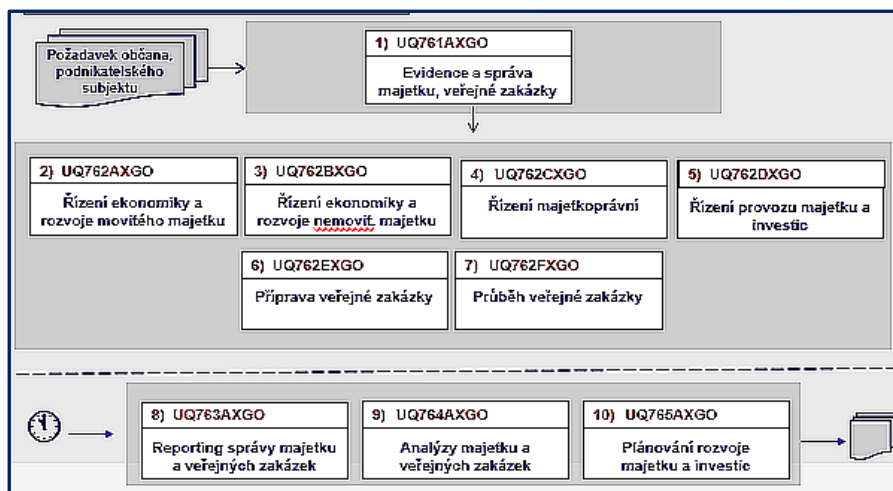 Požadavek občana,
podnikatelského
subjektu
1) UQ761AXGO
Evidence a správa
majetku, veřejné zakázky
2) UQ762AXGO
Řízení ekonomiky a
rozvoje movitého majetku
3) UQ762BXGO
Řízení ekonomiky a
rozvoje nemovit. majetku
4) UQ762CXGO
Řízení majetkoprávní
5) UQ762DXGO
Řízení provozu majetku a
investic
6) UQ762EXGO
Příprava veřejné zakázky
7) UQ762FXGO
Průběh veřejné zakázky
8) UQ763AXGO
Reporting správy majetku
a veřejných zakázek
9) UQ764AXGO
Analýzy majetku a
veřejných zakázek
10) UQ765AXGO
Plánování rozvoje
majetku a investic